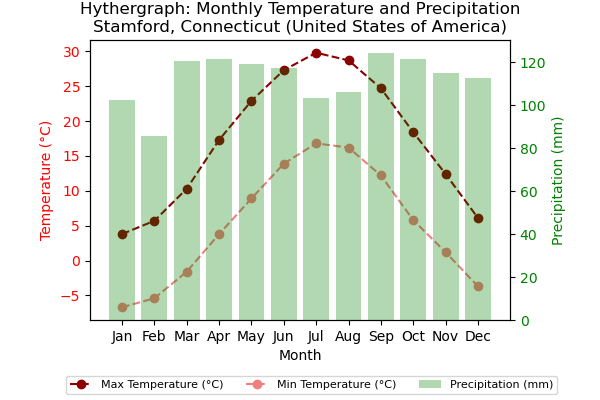 Hythergraph: Monthly Temperature and Precipitation
Stamford, Connecticut (United States of America)
Temperature (°C)
30
25
20
15
10
5
0
−5
Precipitation (mm)
120
100
80
60
40
20
0
Jan Feb Mar Apr May Jun Jul Aug Sep Oct Nov Dec
Month
Max Temperature (°C) Min Temperature (°C) Precipitation (mm)